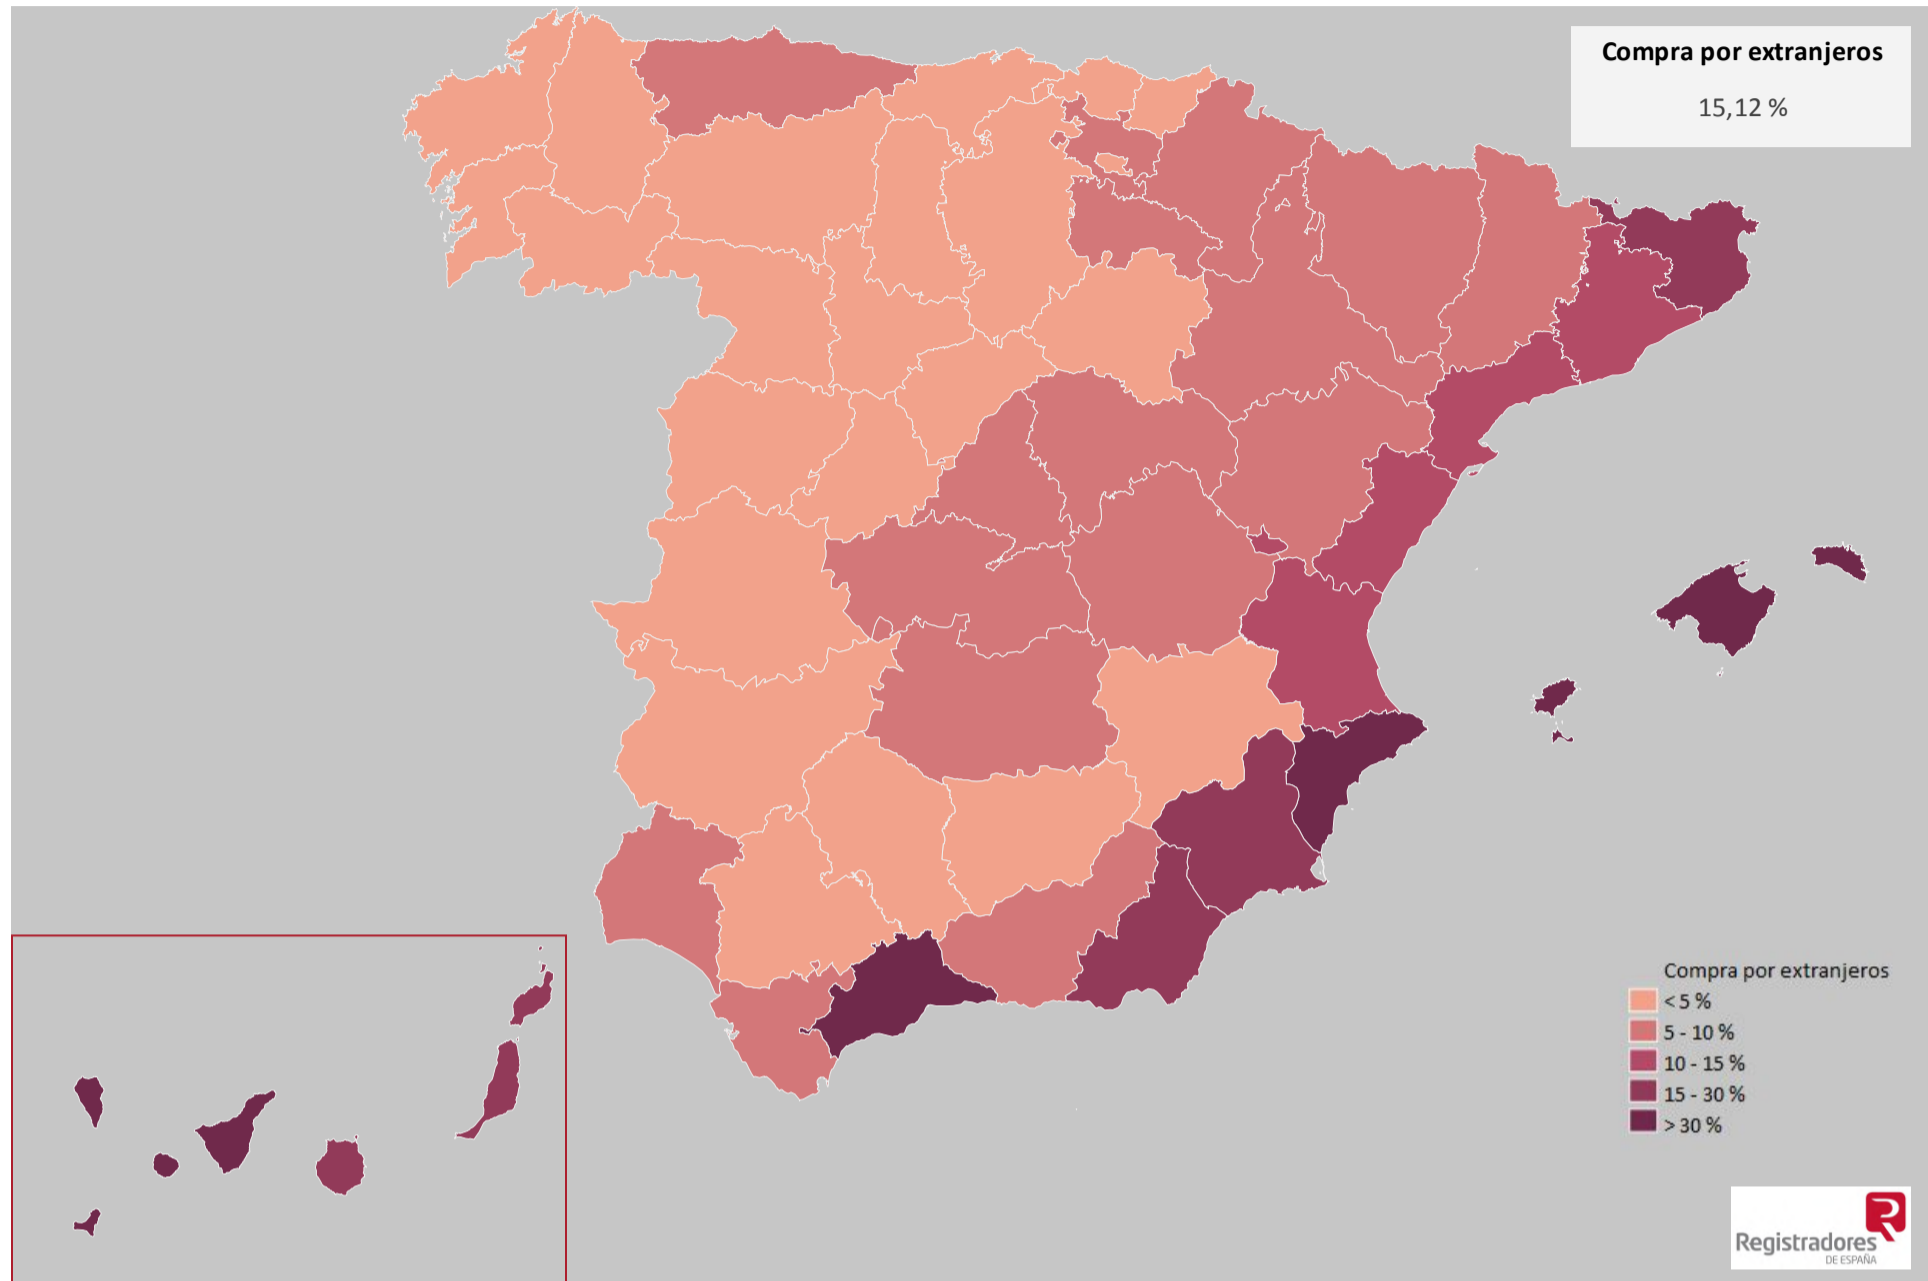 Compra por extranjeros
15,12 %
Compra por extranjeros
< 5 %
5 - 10 %
10 - 15 %
15 - 30 %
> 30 %
Registradores
DE ESPAÑA